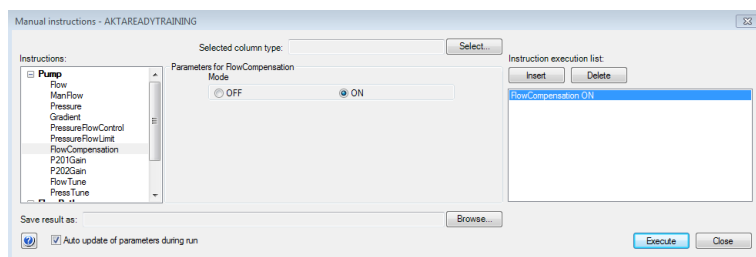 Manual instructions - AKTAREADYTRAINING
Selected column type:
Select...
Instructions:
Pump
Flow
ManFlow
Pressure
Gradient
PressureFlowControl
PressureFlowLimit
FlowCompensation
P201Gain
P202Gain
FlowTune
PressTune
Parameters for FlowCompensation
Mode
OFF
ON
Instruction execution list:
Insert
Delete
FlowCompensation ON
Save result as:
Browse...
Auto update of parameters during run
Execute
Close